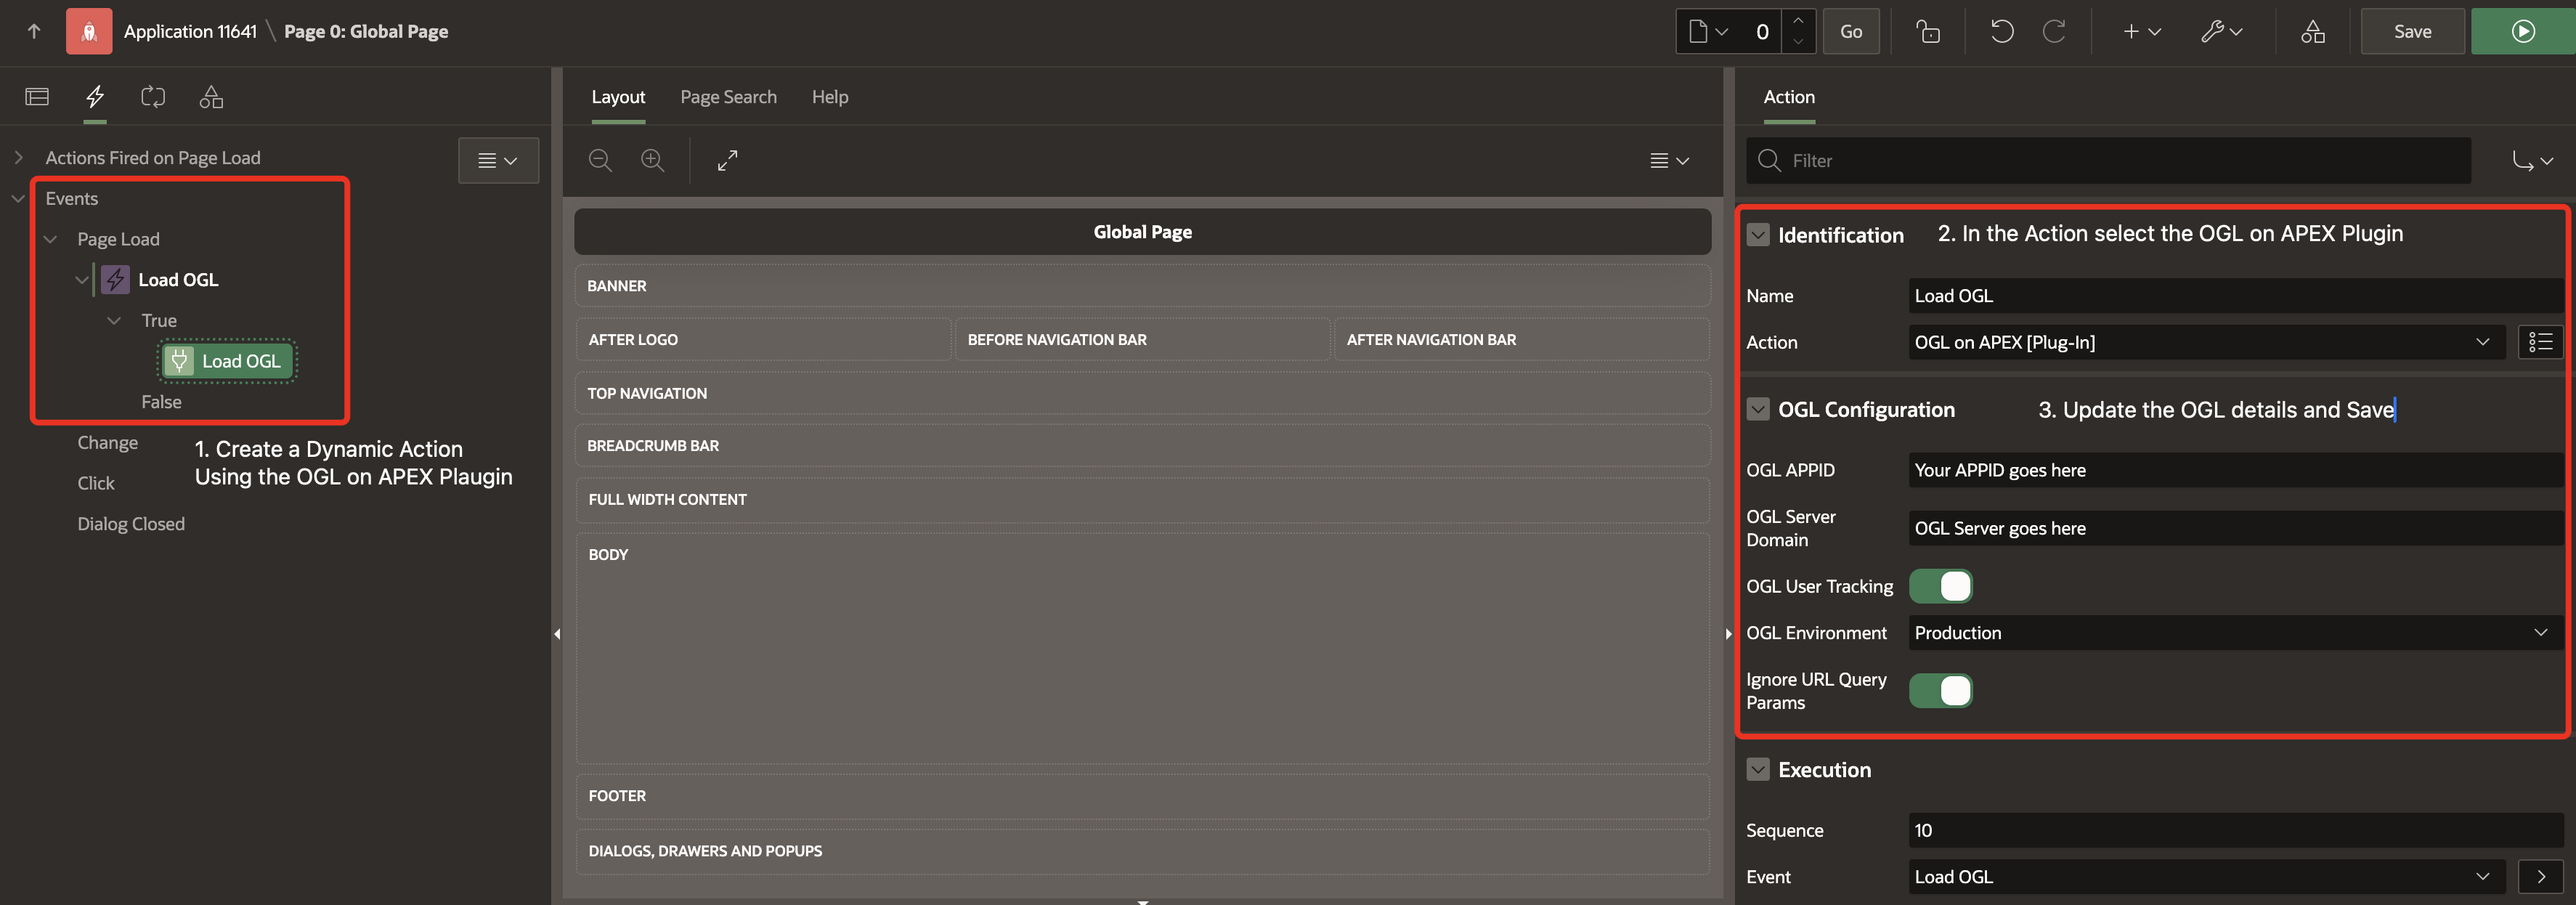 Application 11641 \ Page 0: Global Page
0
Go
Save
Layout
Page Search
Help
Action
Actions Fired on Page Load
Events
Page Load
Load OGL
True
Load OGL
False
Change
Click
Dialog Closed
1. Create a Dynamic Action
Using the OGL on APEX Plaugin
Global Page
BANNER
AFTER LOGO
BEFORE NAVIGATION BAR
AFTER NAVIGATION BAR
TOP NAVIGATION
BREADCRUMB BAR
FULL WIDTH CONTENT
BODY
FOOTER
DIALOGS, DRAWERS AND POPUPS
Filter
Identification
2. In the Action select the OGL on APEX Plugin
Name
Load OGL
Action
OGL on APEX [Plug-In]
OGL Configuration
3. Update the OGL details and Save
OGL APPID
Your APPID goes here
OGL Server
Domain
OGL Server goes here
OGL User Tracking
OGL Environment
Production
Ignore URL Query
Params
Execution
Sequence
10
Event
Load OGL